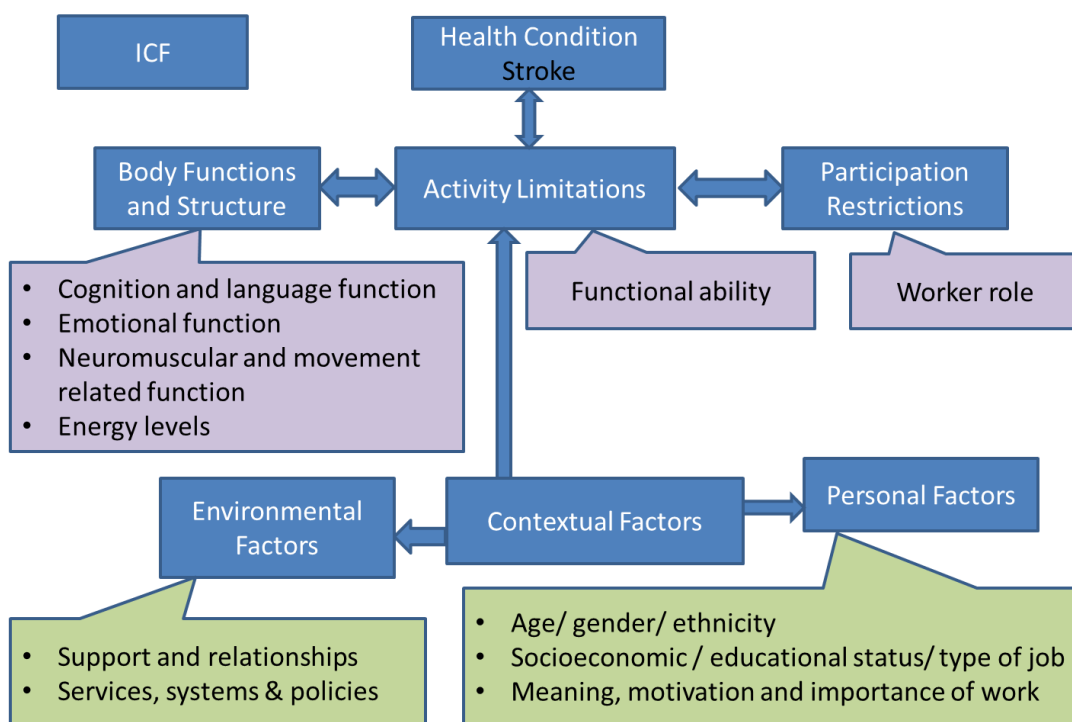 ICF
Health Condition
Stroke
Body Functions
and Structure
Activity Limitations
Participation
Restrictions
• Cognition and language function
• Emotional function
• Neuromuscular and movement
related function
• Energy levels
Functional ability
Worker role
Environmental
Factors
Contextual Factors
Personal Factors
• Support and relationships
• Services, systems & policies
• Age/ gender/ ethnicity
• Socioeconomic / educational status/ type of job
• Meaning, motivation and importance of work